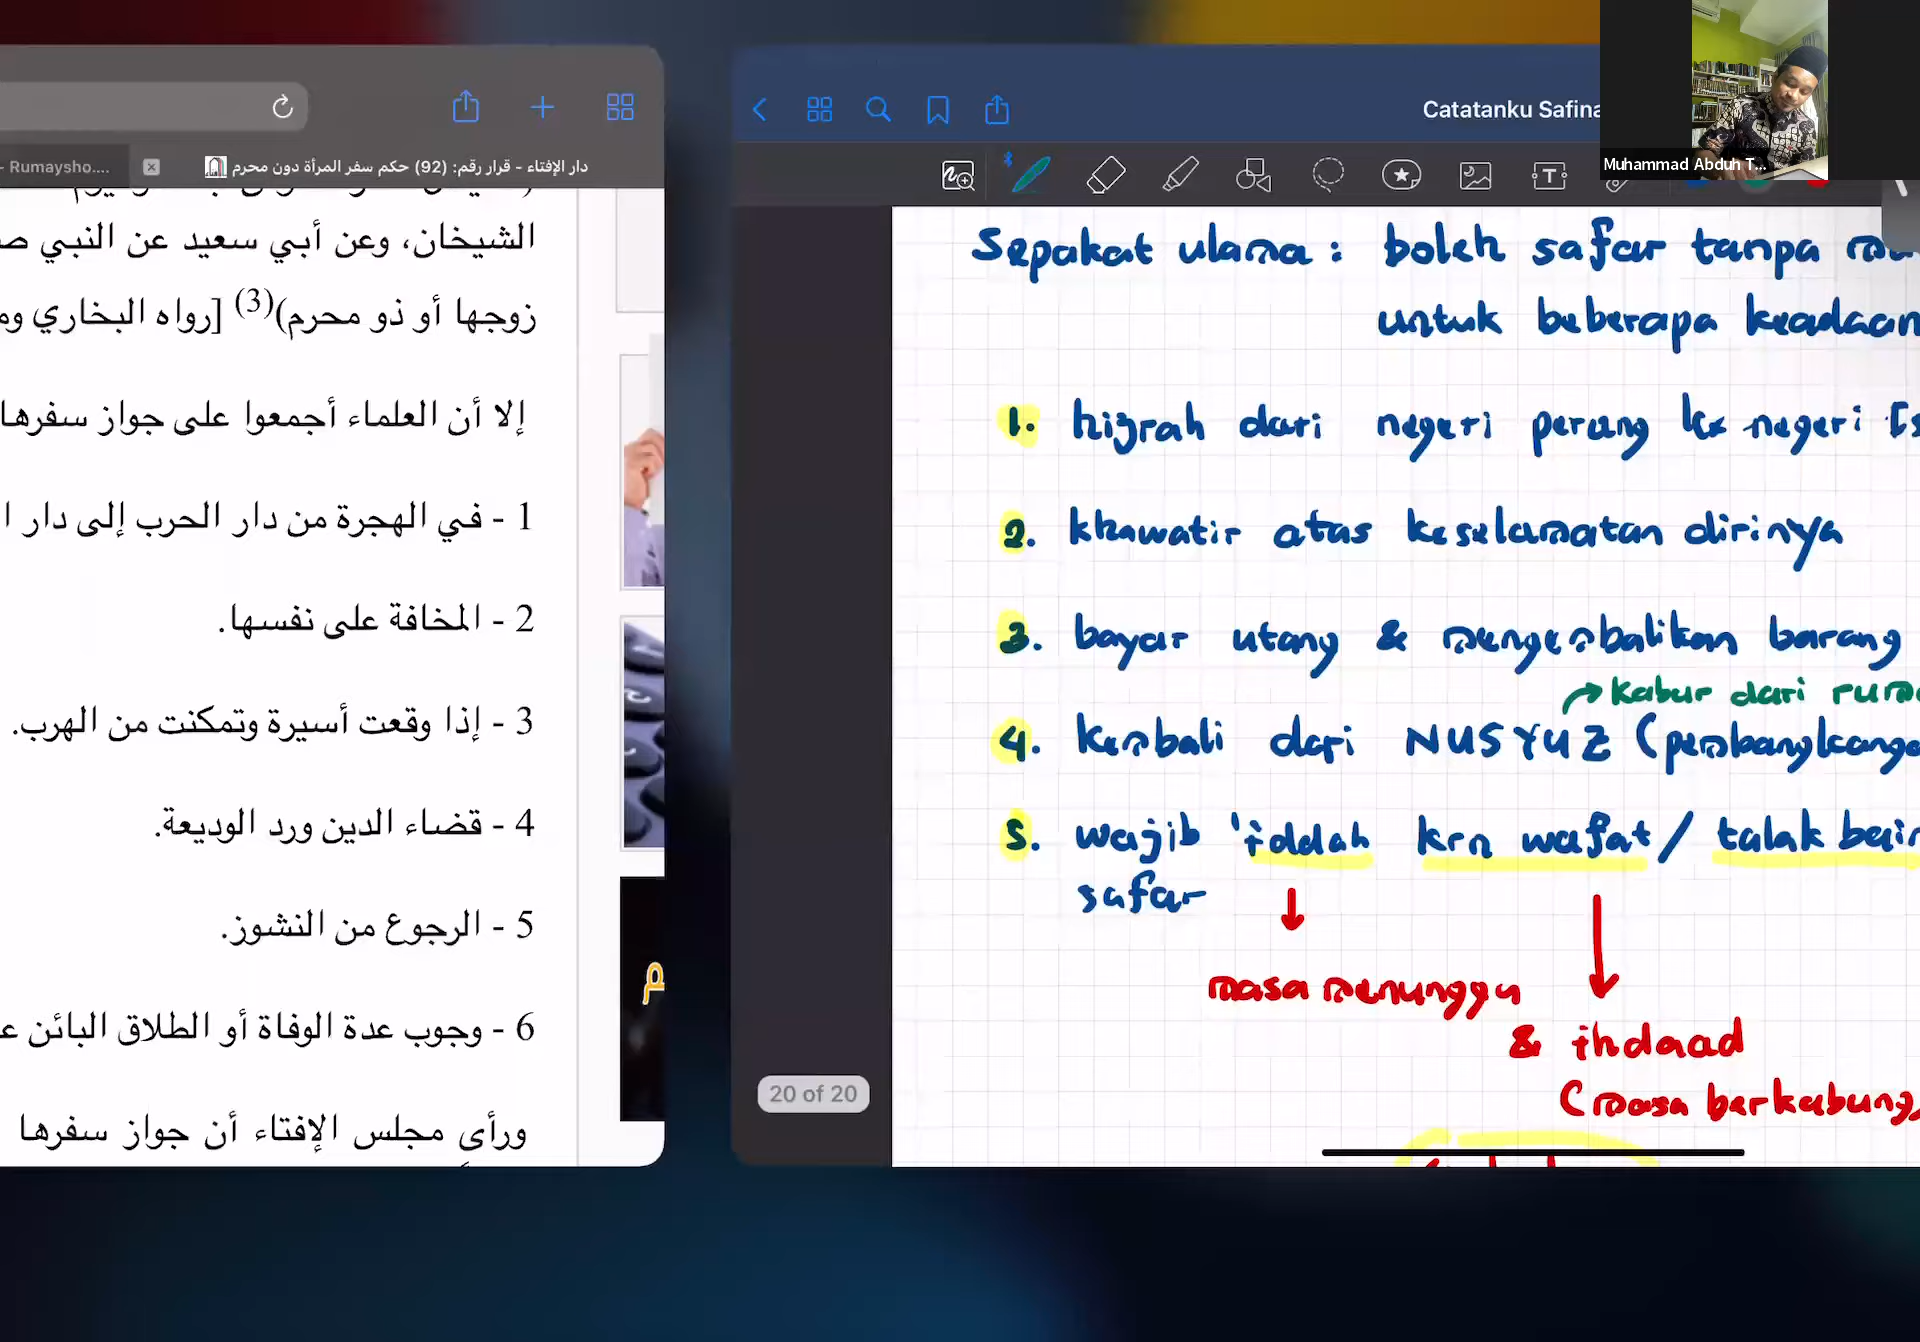 - Rumaysho....
دار الإفتاء - قرار رقم: (92) حكم سفر المرأة دون محرم
الشيخان، وعن أبي سعيد عن النبي
زوجها أو ذو محرم)(3) [رواه البخاري
إلا أن العلماء أجمعوا على جواز سفرها
1 - في الهجرة من دار الحرب إلى دار
2 - المخافة على نفسها.
3 - إذا وقعت أسيرة وتمكنت من الهرب.
4 - قضاء الدين ورد الوديعة.
5 - الرجوع من النشوز.
6 - وجوب عدة الوفاة أو الطلاق البائن
ورأى مجلس الإفتاء أن جواز سفرها
م
Catatanku Safina
Muhammad Abduh T...
Sepakat ulama : boleh safar tanpa
untuk beberapa keadaan
1. hijrah dari negeri perang ke negeri Is
2. khawatir atas keselamatan dirinya
3. bayar utang & mengembalikan barang
→ kabur dari ruma
4. kembali dari NUSYUZ (pembangkanga
5. wajib 'iddah krn wafat / talak bain
safar
masa menunggu
& ihdaad
(masa berkabung
20 of 20